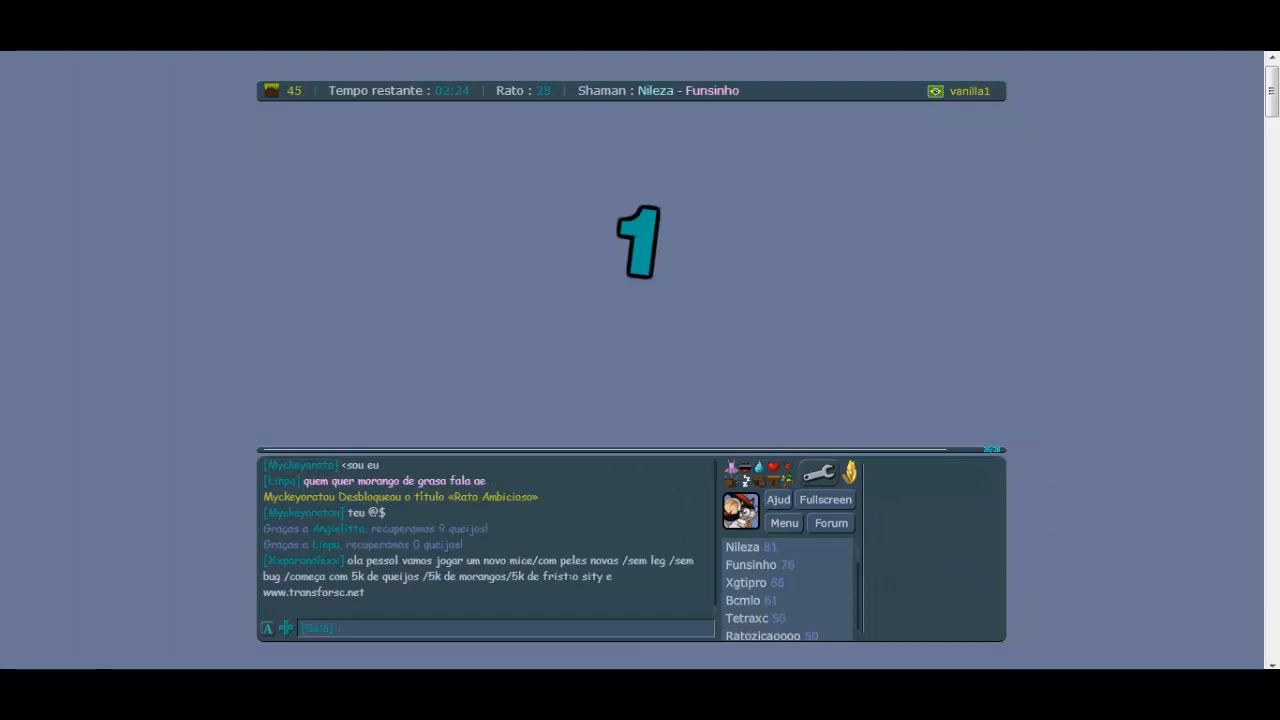 45 | Tempo restante : 02:24 | Rato : 28 | Shaman : Nileza - Funsinho
vanilla1
1
[Myckeyorato] <sou eu
[Linpu] quem quer morango de grasa fala ae
Myckeyoratou Desbloqueou o título «Rato Ambicioso»
[Myckeyoratou] teu @$
Graças a Angielitta, recuperamos 9 queijos!
Graças a Linpu, recuperamos 0 queijos!
ola pessol vamos jogar um novo mice/com peles novas /sem leg /sem
bug /começa com 5k de queijos /5k de morangos/5k de frist:o sity e
www.transforsc.net
A
[Sala] :
Ajud
Fullscreen
Menu
Forum
Nileza 81
Funsinho 76
Xgtipro 66
Bcmlo 61
Tetraxc 50
Ratozicaoooo 50